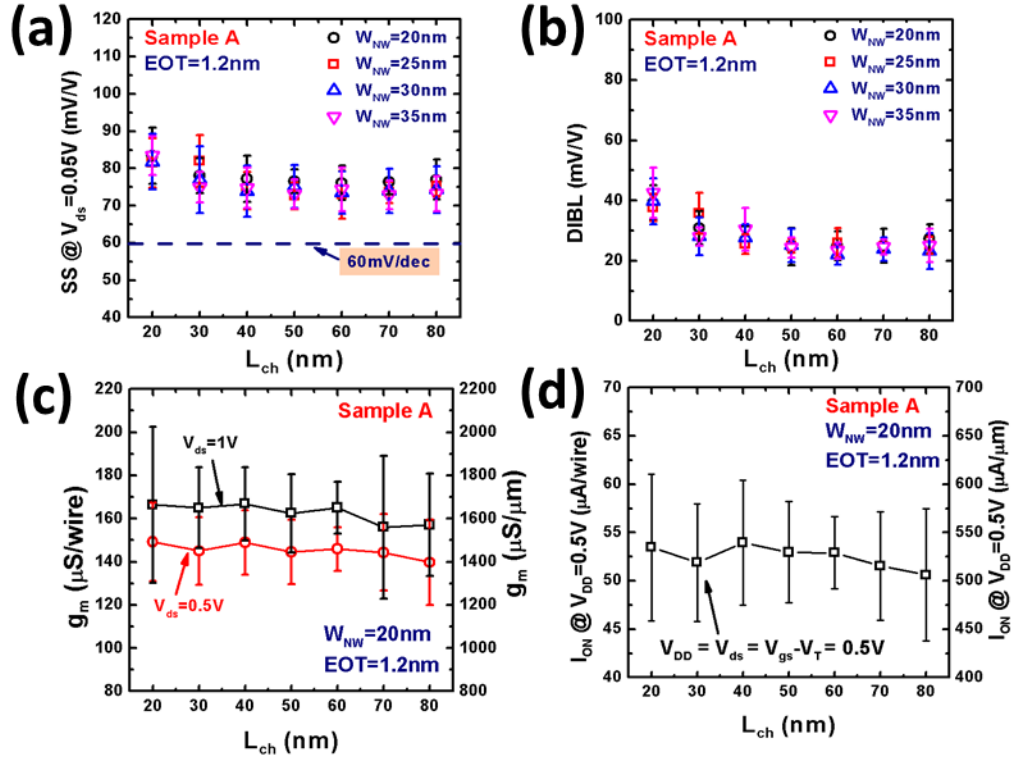 (a)
Sample A
EOT=1.2nm
W_NW=20nm
W_NW=25nm
W_NW=30nm
W_NW=35nm
SS @ V_ds=0.05V (mV/V)
120
110
100
90
80
70
60
50
40
60mV/dec
20 30 40 50 60 70 80
L_ch (nm)
(b)
Sample A
EOT=1.2nm
W_NW=20nm
W_NW=25nm
W_NW=30nm
W_NW=35nm
DIBL (mV/V)
100
80
60
40
20
0
20 30 40 50 60 70 80
L_ch (nm)
(c)
Sample A
V_ds=1V
V_ds=0.5V
W_NW=20nm
EOT=1.2nm
g_m (μS/wire)
220
200
180
160
140
120
100
80
g_m (μS/μm)
2200
2000
1800
1600
1400
1200
1000
800
20 30 40 50 60 70 80
L_ch (nm)
(d)
Sample A
W_NW=20nm
EOT=1.2nm
V_DD = V_ds = V_gs-V_T = 0.5V
I_ON @ V_DD=0.5V (μA/wire)
70
65
60
55
50
45
40
I_ON @ V_DD=0.5V (μA/μm)
700
650
600
550
500
450
400
20 30 40 50 60 70 80
L_ch (nm)